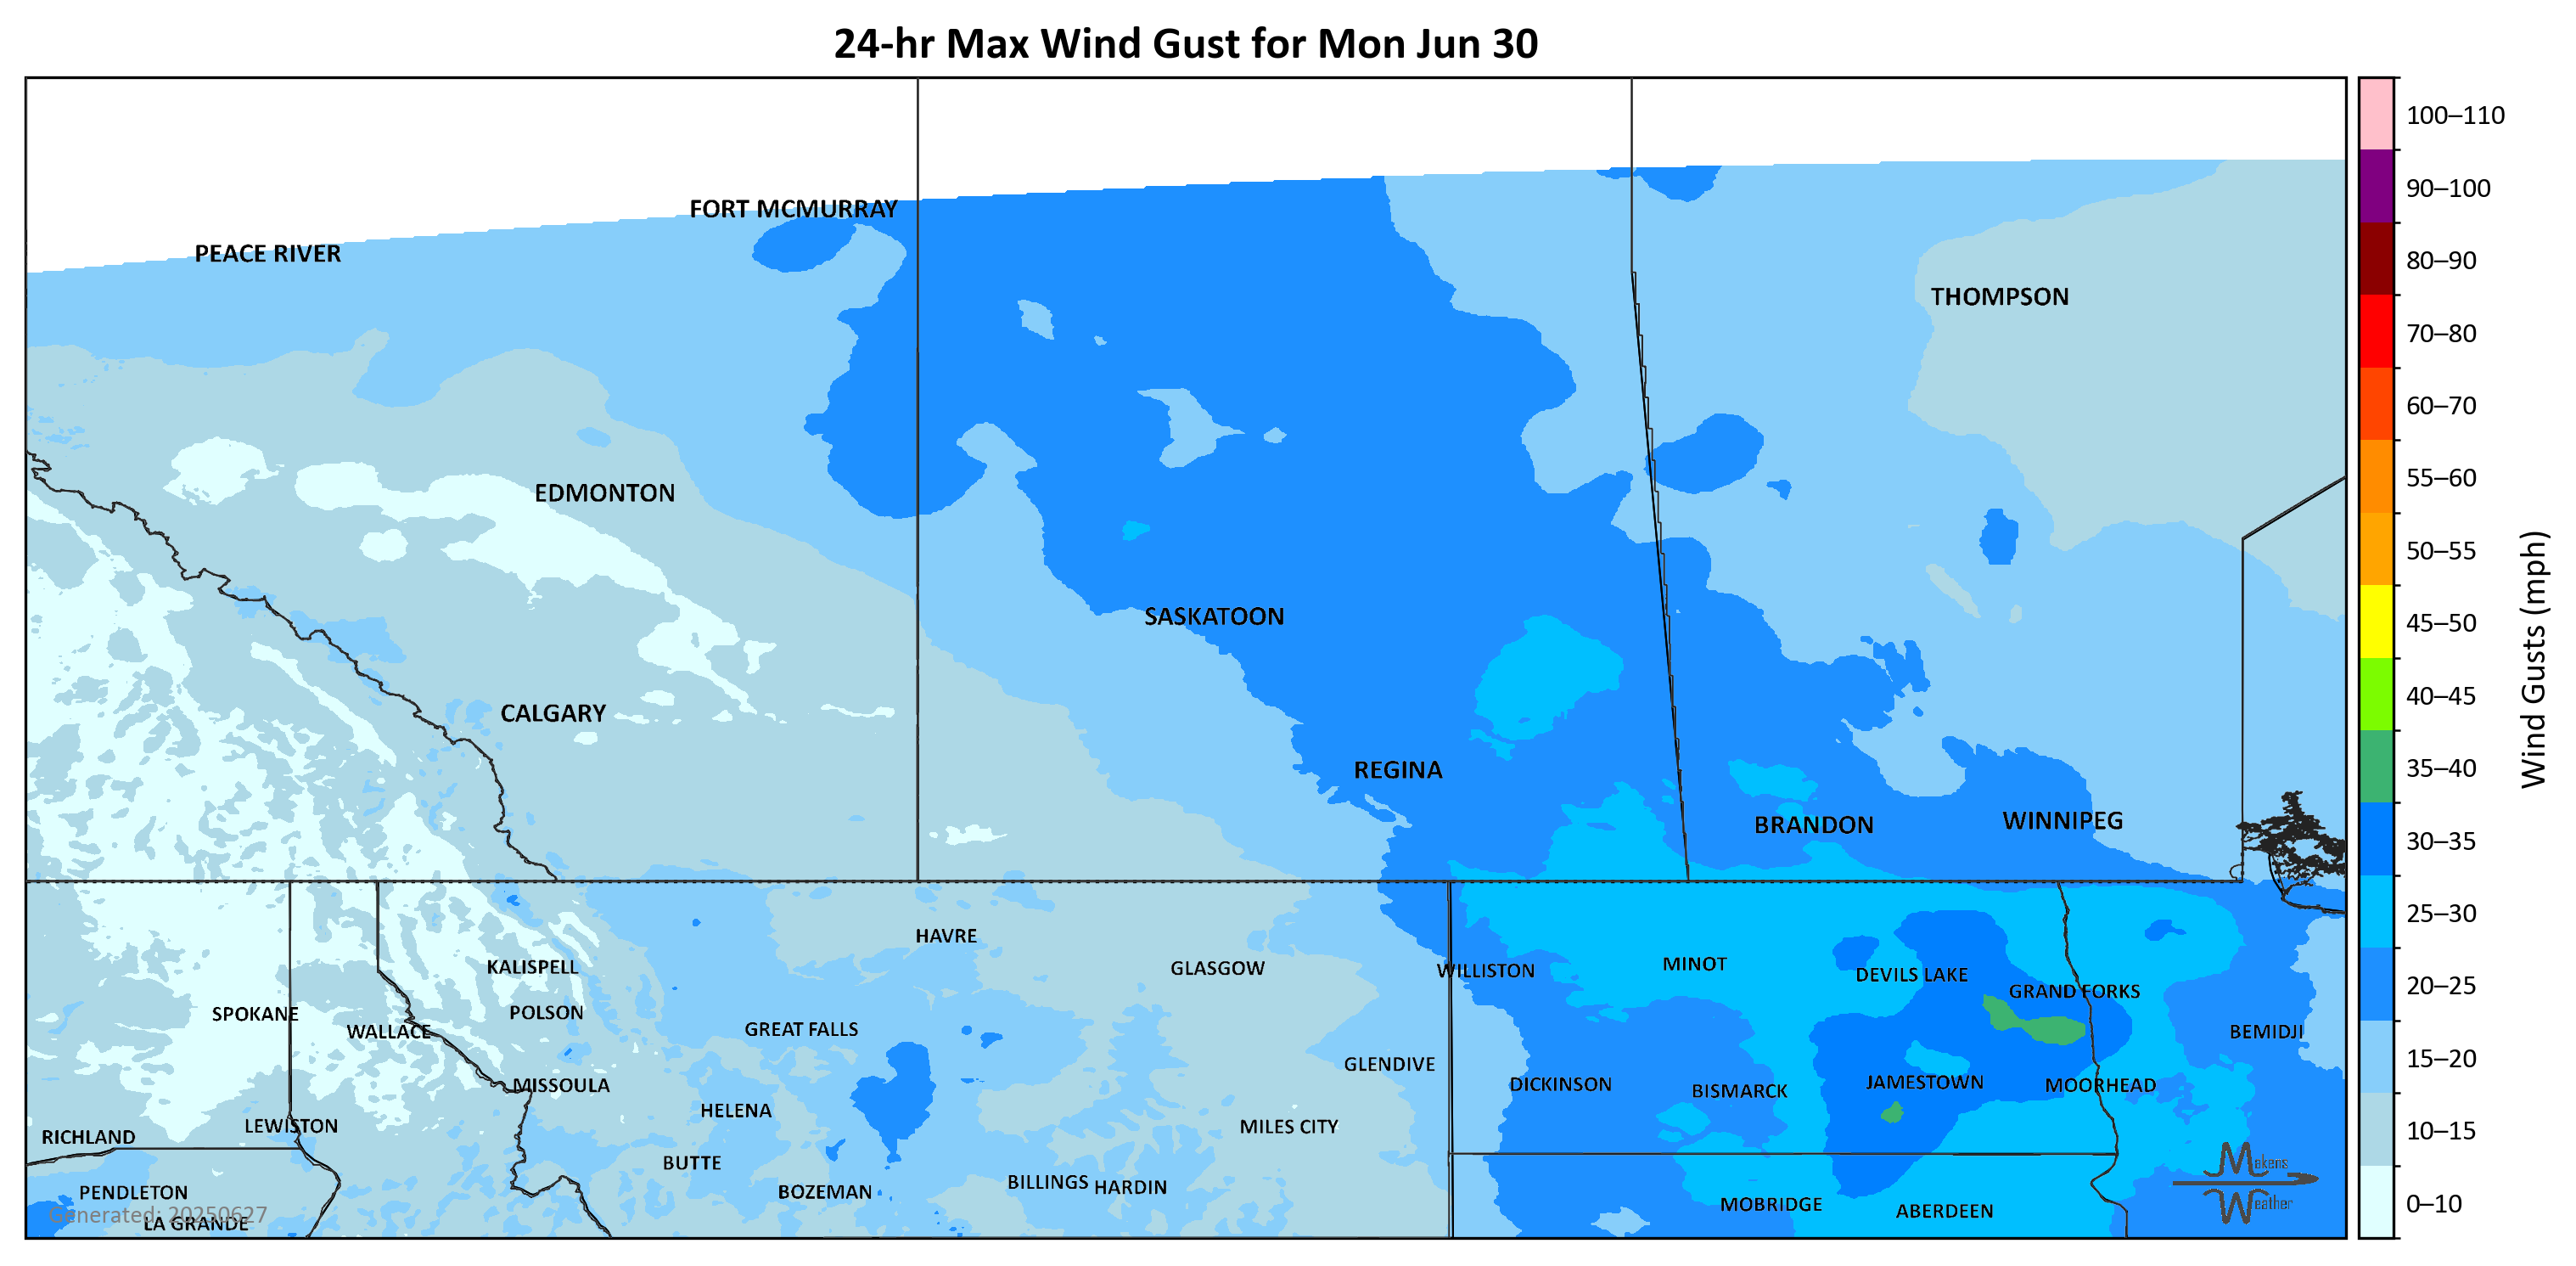 24-hr Max Wind Gust for Mon Jun 30
100–110
90–100
80–90
70–80
60–70
55–60
50–55
45–50
40–45
35–40
30–35
25–30
20–25
15–20
10–15
0–10
Wind Gusts (mph)
FORT MCMURRAY
PEACE RIVER
THOMPSON
EDMONTON
SASKATOON
CALGARY
REGINA
BRANDON
WINNIPEG
HAVRE
KALISPELL
GLASGOW
WILLISTON
MINOT
DEVILS LAKE
GRAND FORKS
SPOKANE
POLSON
WALLACE
GREAT FALLS
BEMIDJI
GLENDIVE
MISSOULA
DICKINSON
BISMARCK
JAMESTOWN
MOORHEAD
HELENA
LEWISTON
MILES CITY
RICHLAND
BUTTE
PENDLETON
BOZEMAN
BILLINGS
HARDIN
MOBRIDGE
ABERDEEN
LA GRANDE
Generated: 20250627
Makens
Weather